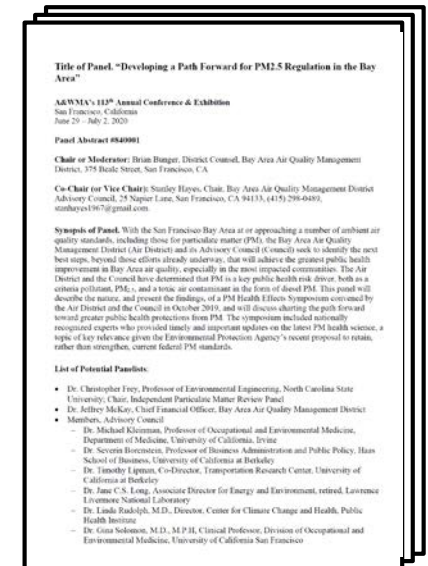 Title of Panel. “Developing a Path Forward for PM2.5 Regulation in the Bay
Area”
A&WMA's 113th Annual Conference & Exhibition
San Francisco, California
June 29 – July 2, 2020
Panel Abstract #840001
Chair or Moderator: Brian Bunger, District Counsel, Bay Area Air Quality Management
District, 375 Beale Street, San Francisco, CA
Co-Chair (or Vice Chair): Stanley Hayes, Chair, Bay Area Air Quality Management District
Advisory Council, 25 Napier Lane, San Francisco, CA 94133, (415) 298-0489,
stanhayes1967@gmail.com
Synopsis of Panel. With the San Francisco Bay Area at or approaching a number of ambient air
quality standards, including those for particulate matter (PM), the Bay Area Air Quality
Management District (Air District) and its Advisory Council (Council) seek to identify the next
best steps, beyond those efforts already underway, that will achieve the greatest public health
improvement in Bay Area air quality, especially in the most impacted communities. The Air
District and the Council have determined that PM is a key public health risk driver, both as a
criteria pollutant, PM2.5, and a toxic air contaminant in the form of diesel PM. This panel will
describe the nature, and present the findings, of a PM Health Effects Symposium convened by
the Air District and the Council in October 2019, and will discuss charting the path forward
toward greater public health protections from PM. The symposium included nationally
recognized experts who provided timely and important updates on the latest PM health science, a
topic of key relevance given the Environmental Protection Agency's recent proposal to retain,
rather than strengthen, current federal PM standards.
List of Potential Panelists:
• Dr. Christopher Frey, Professor of Environmental Engineering, North Carolina State
University; Chair, Independent Particulate Matter Review Panel
• Dr. Jeffrey McKay, Chief Financial Officer, Bay Area Air Quality Management District
• Members, Advisory Council
– Dr. Michael Kleinman, Professor of Occupational and Environmental Medicine,
Department of Medicine, University of California, Irvine
– Dr. Severin Borenstein, Professor of Business Administration and Public Policy, Haas
School of Business, University of California at Berkeley
– Dr. Timothy Lipman, Co-Director, Transportation Research Center, University of
California at Berkeley
– Dr. Jane C.S. Long, Associate Director for Energy and Environment, retired, Lawrence
Livermore National Laboratory
– Dr. Linda Rudolph, M.D., Director, Center for Climate Change and Health, Public
Health Institute
– Dr. Gina Solomon, M.D., M.P.H, Clinical Professor, Division of Occupational and
Environmental Medicine, University of California San Francisco